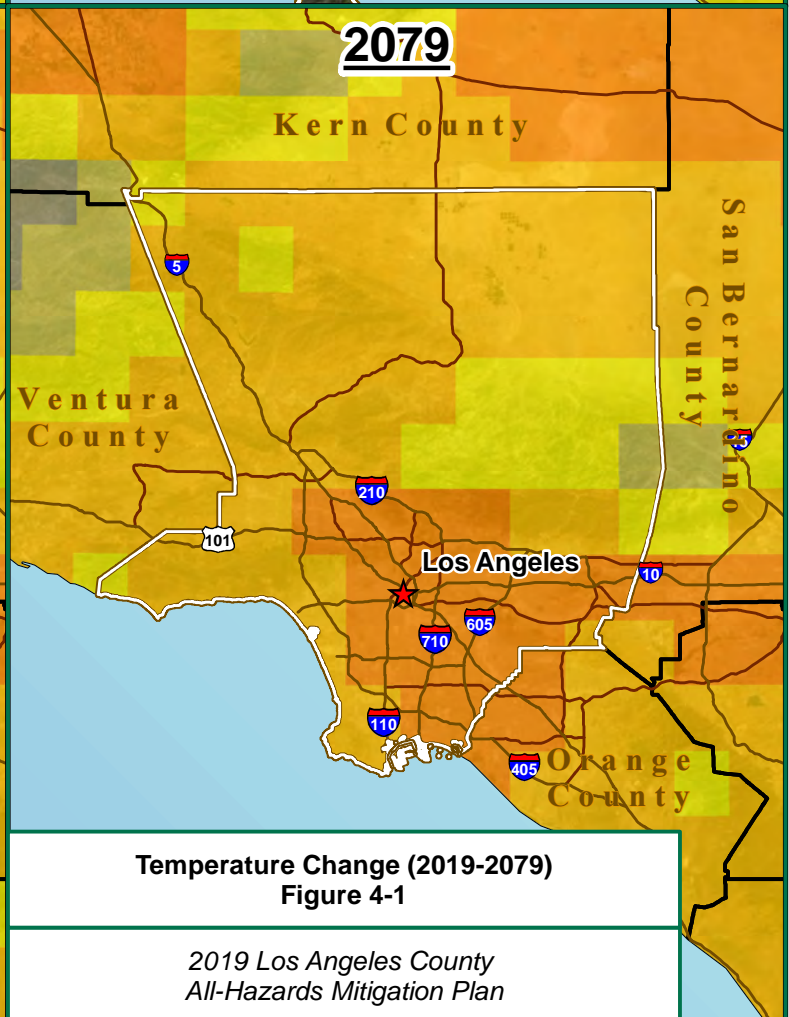 2079
Kern County
San Bernardino
County
5
Ventura
County
15
210
101
Los Angeles
10
605
710
110
405
Orange
County
Temperature Change (2019-2079)
Figure 4-1
2019 Los Angeles County
All-Hazards Mitigation Plan